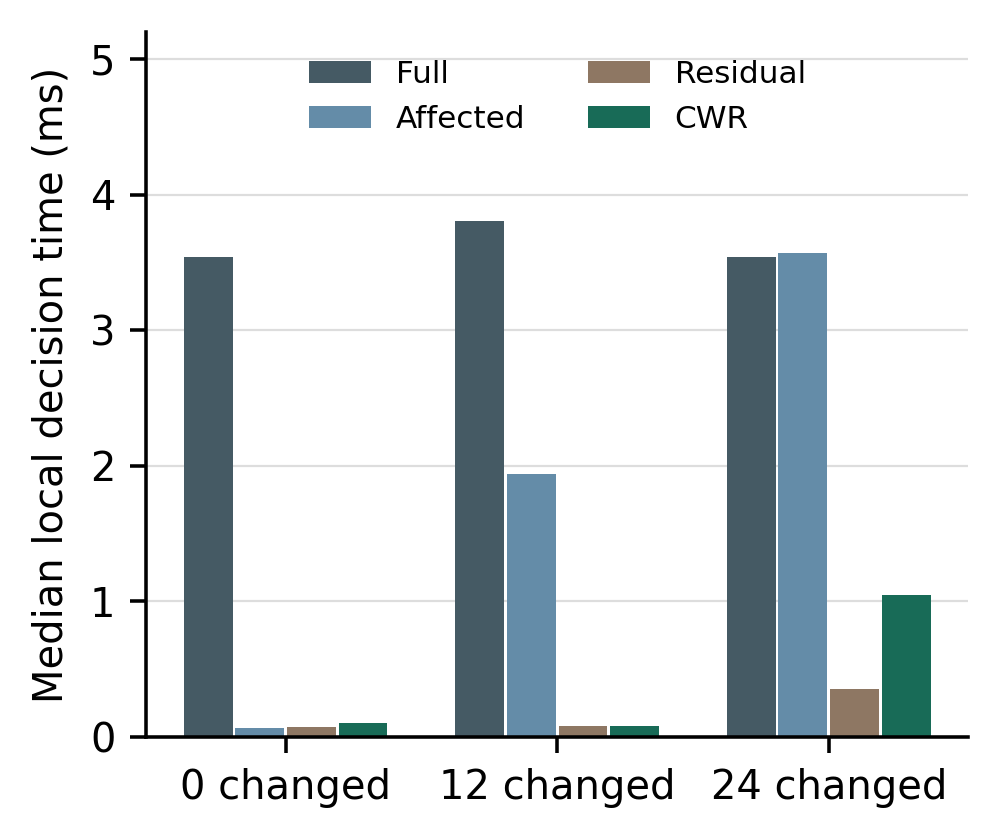 Median local decision time (ms)
5
4
3
2
1
0
Full
Affected
Residual
CWR
0 changed
12 changed
24 changed